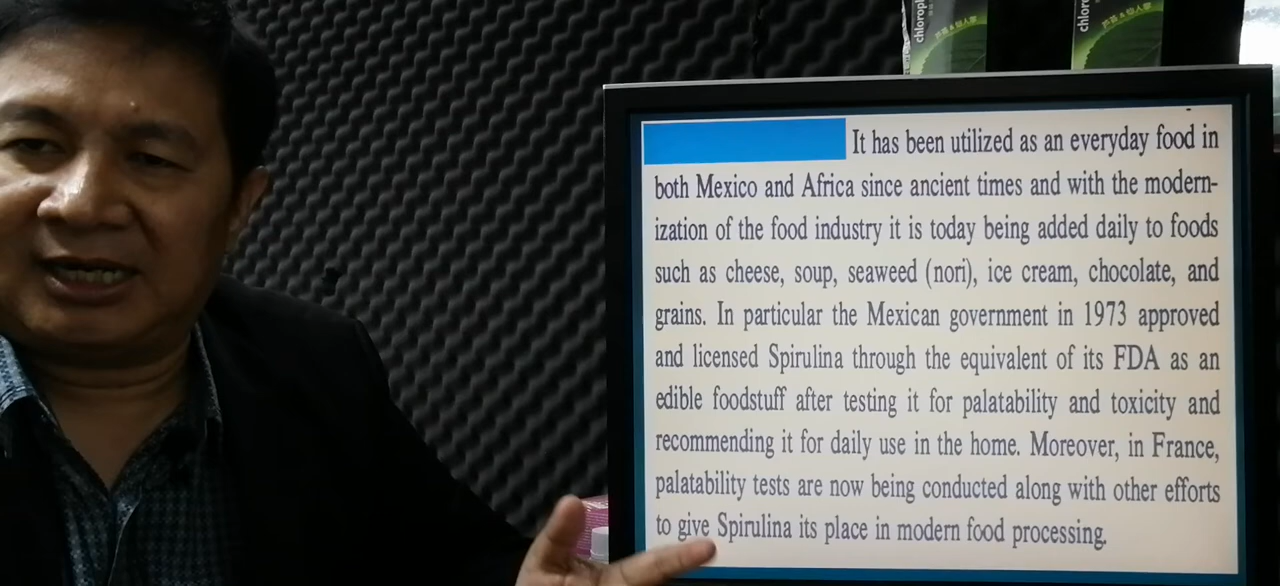 chlorop
chloro
It has been utilized as an everyday food in
both Mexico and Africa since ancient times and with the modern-
ization of the food industry it is today being added daily to foods
such as cheese, soup, seaweed (nori), ice cream, chocolate, and
grains. In particular the Mexican government in 1973 approved
and licensed Spirulina through the equivalent of its FDA as an
edible foodstuff after testing it for palatability and toxicity and
recommending it for daily use in the home. Moreover, in France,
palatability tests are now being conducted along with other efforts
to give Spirulina its place in modern food processing.